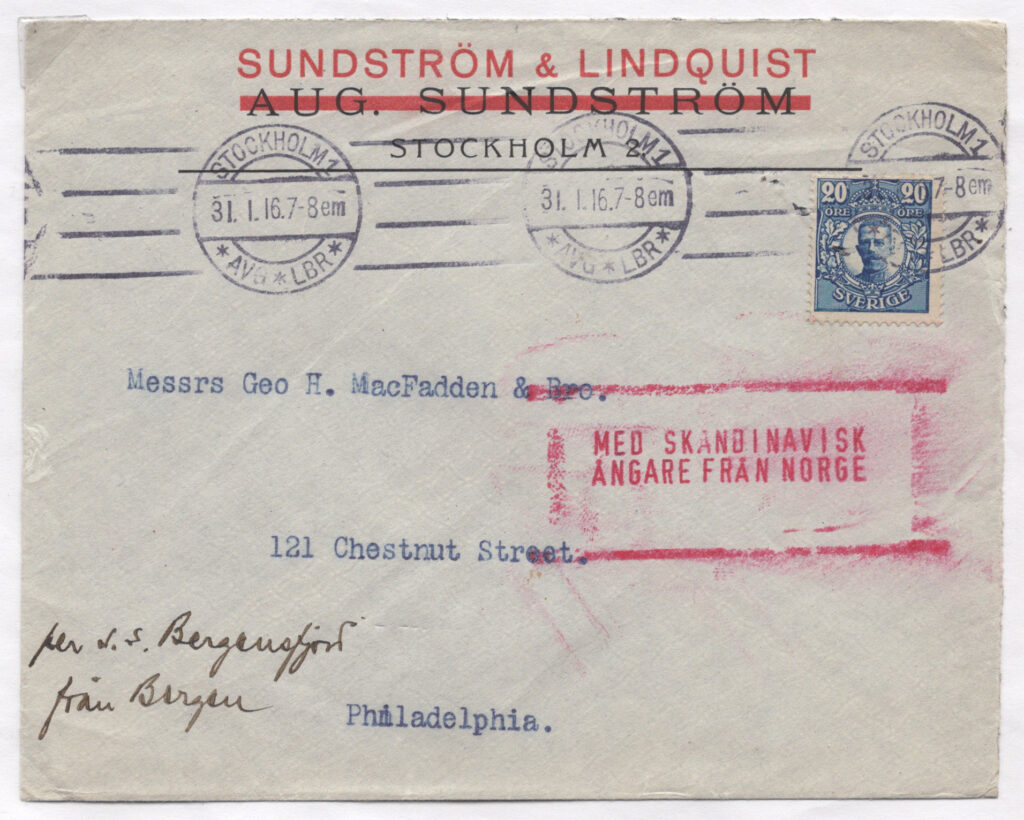 SUNDSTRÖM & LINDQUIST
AUG. SUNDSTRÖM
STOCKHOLM 2
STOCKHOLM 1
31. 1. 16. 7-8 em
* AVG * LBR *
STOCKHOLM 1
31. 1. 16. 7-8 em
* AVG * LBR *
STOCKHOLM 1
7-8 em
LBR *
20 20
ÖRE ÖRE
SVERIGE
Messrs Geo H. MacFadden & Bro.
MED SKANDINAVISK
ÅNGARE FRÅN NORGE
121 Chestnut Street.
per s.s. Bergensfjord
från Bergen
Philadelphia.